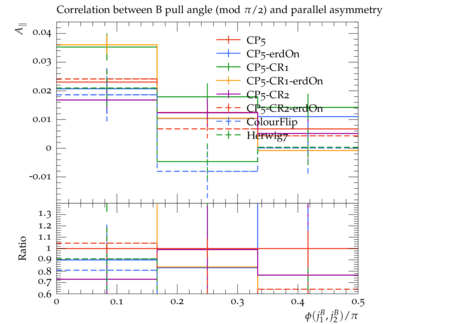 Correlation between B pull angle (mod π/2) and parallel asymmetry
A∥
0.04
0.03
0.02
0.01
0
-0.01
CP5
CP5-erdOn
CP5-CR1
CP5-CR1-erdOn
CP5-CR2
CP5-CR2-erdOn
ColourFlip
Herwig7
Ratio
1.3
1.2
1.1
1
0.9
0.8
0.7
0.6
0 0.1 0.2 0.3 0.4 0.5
ϕ(j₁ᴮ, j₂ᴮ)/π